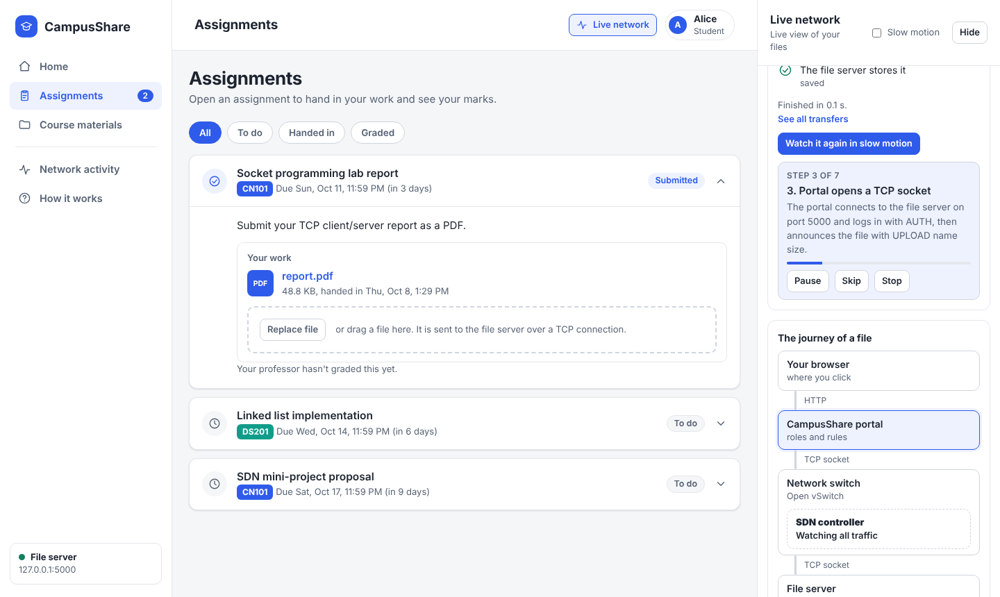 CampusShare
Home
Assignments 2
Course materials
Network activity
How it works
File server
127.0.0.1:5000
Assignments
Live network
A
Alice
Student
Assignments
Open an assignment to hand in your work and see your marks.
All
To do
Handed in
Graded
Socket programming lab report
CN101 Due Sun, Oct 11, 11:59 PM (in 3 days)
Submitted
Submit your TCP client/server report as a PDF.
Your work
PDF
report.pdf
48.8 KB, handed in Thu, Oct 8, 1:29 PM
Replace file or drag a file here. It is sent to the file server over a TCP connection.
Your professor hasn't graded this yet.
Linked list implementation
DS201 Due Wed, Oct 14, 11:59 PM (in 6 days)
To do
SDN mini-project proposal
CN101 Due Sat, Oct 17, 11:59 PM (in 9 days)
To do
Live network
Live view of your
files
Slow motion
Hide
The file server stores it
saved
Finished in 0.1 s.
See all transfers
Watch it again in slow motion
STEP 3 OF 7
3. Portal opens a TCP socket
The portal connects to the file server on
port 5000 and logs in with AUTH, then
announces the file with UPLOAD name
size.
Pause
Skip
Stop
The journey of a file
Your browser
where you click
HTTP
CampusShare portal
roles and rules
TCP socket
Network switch
Open vSwitch
SDN controller
Watching all traffic
TCP socket
File server